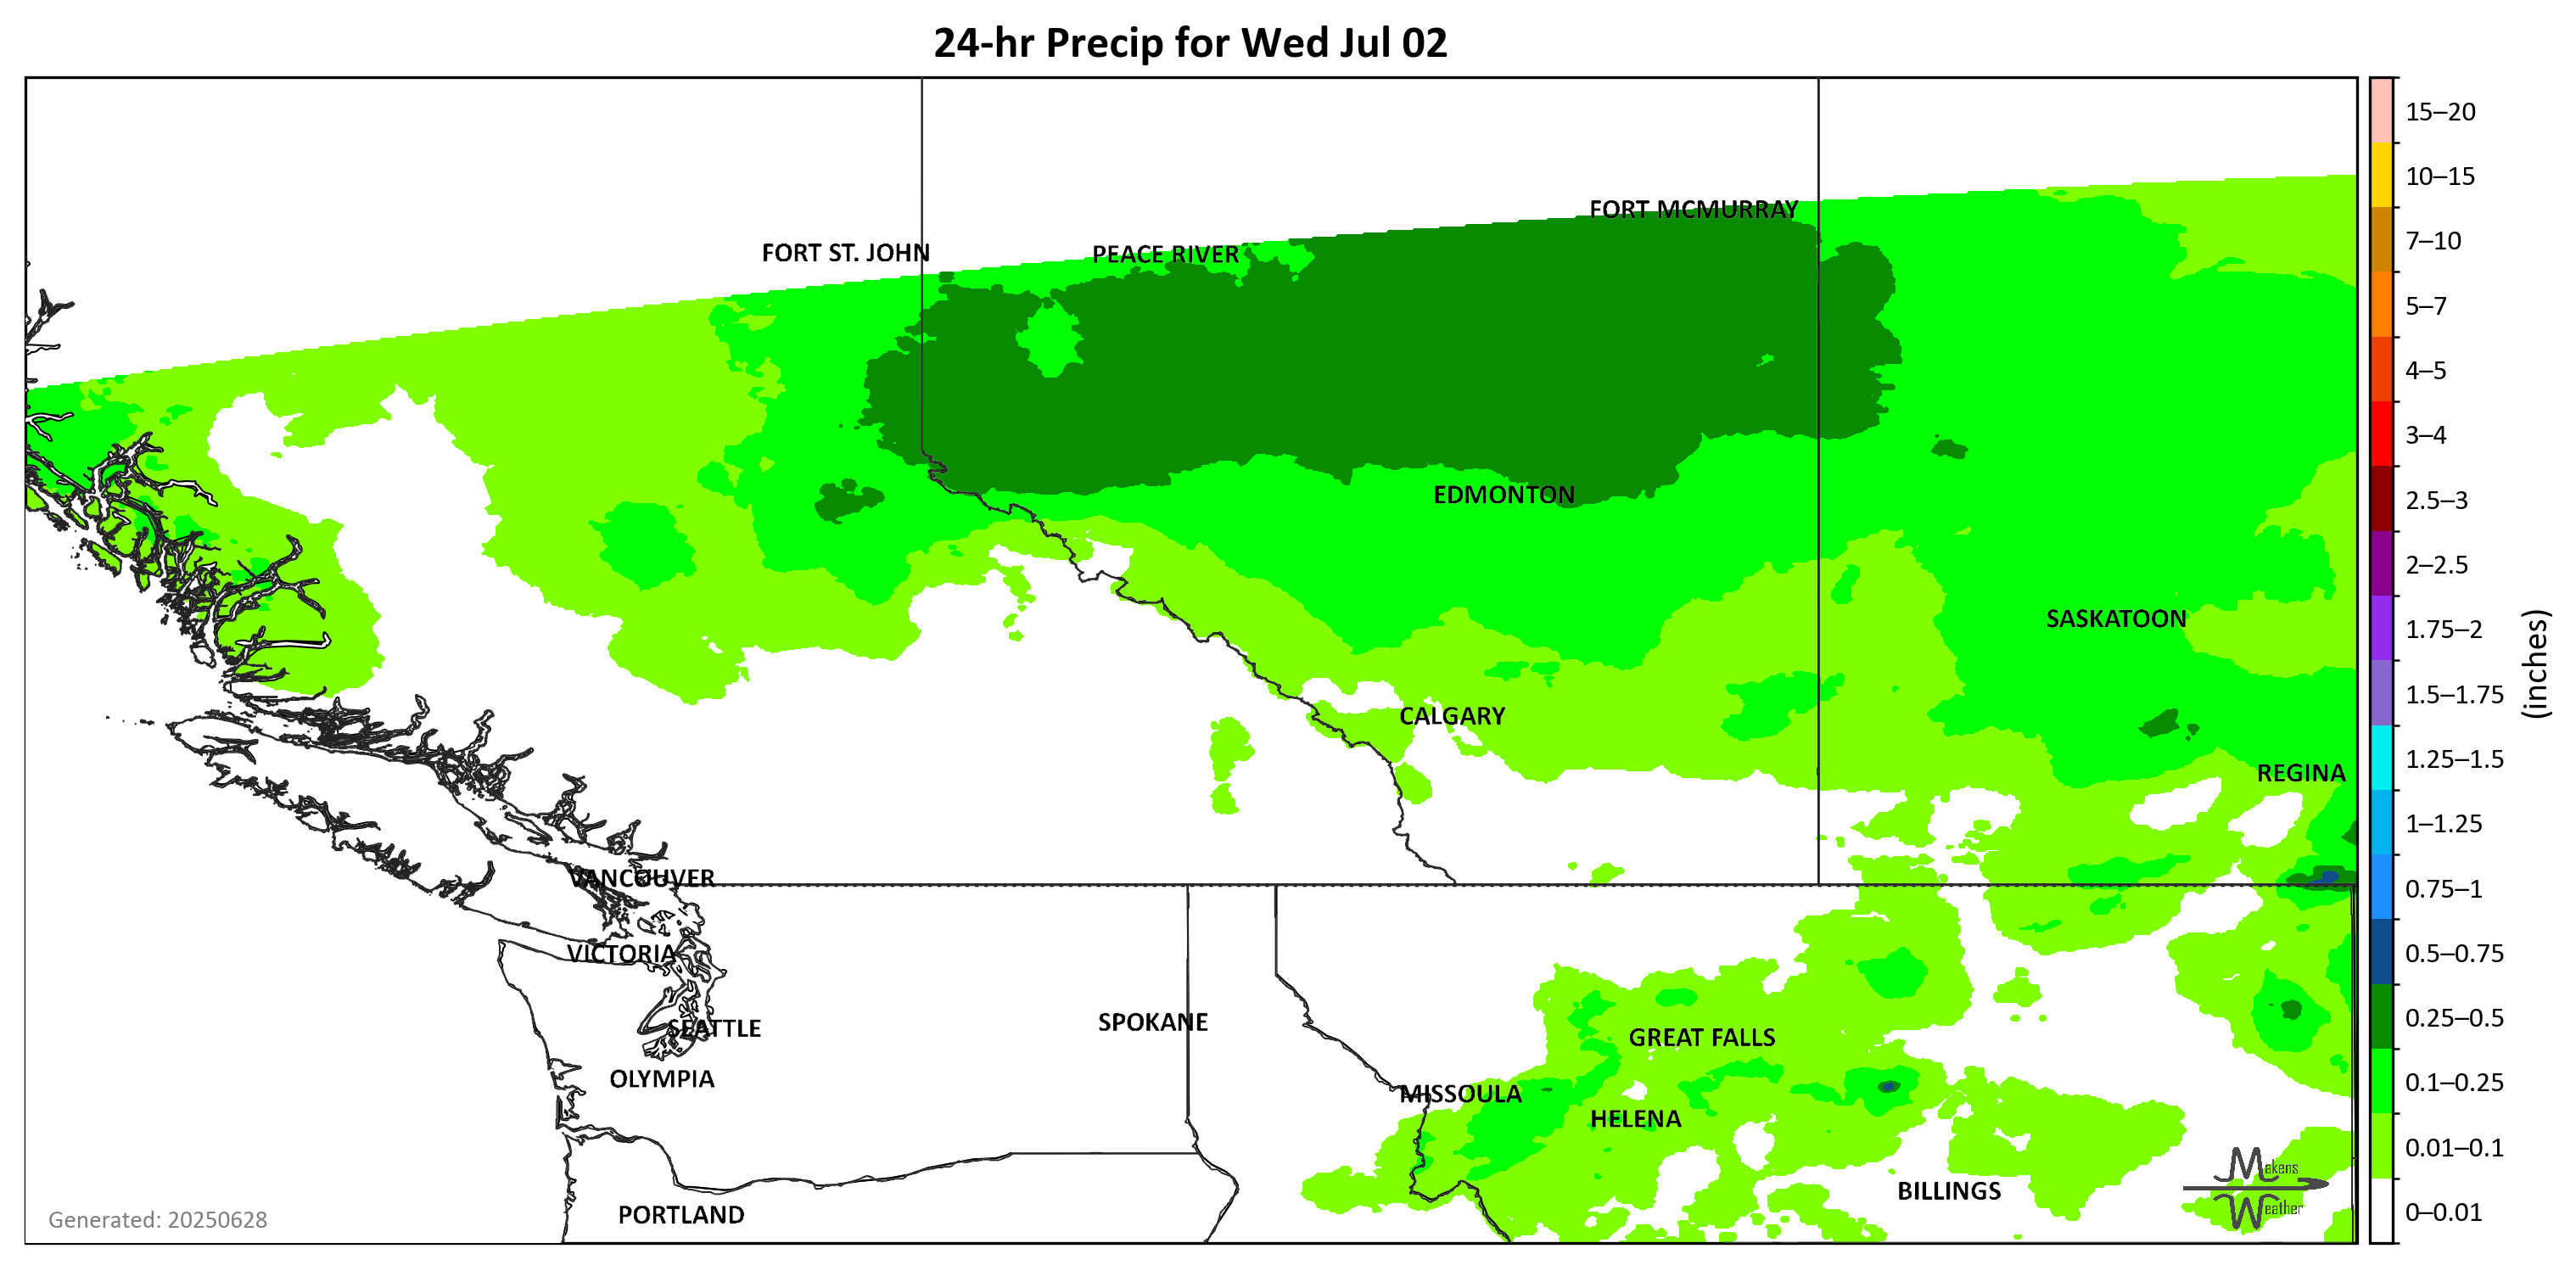 24-hr Precip for Wed Jul 02
15–20
10–15
7–10
5–7
4–5
3–4
2.5–3
2–2.5
1.75–2
1.5–1.75
1.25–1.5
1–1.25
0.75–1
0.5–0.75
0.25–0.5
0.1–0.25
0.01–0.1
0–0.01
(inches)
FORT MCMURRAY
FORT ST. JOHN
PEACE RIVER
EDMONTON
SASKATOON
CALGARY
REGINA
VANCOUVER
VICTORIA
SEATTLE
SPOKANE
GREAT FALLS
OLYMPIA
MISSOULA
HELENA
BILLINGS
PORTLAND
Makens
Weather
Generated: 20250628